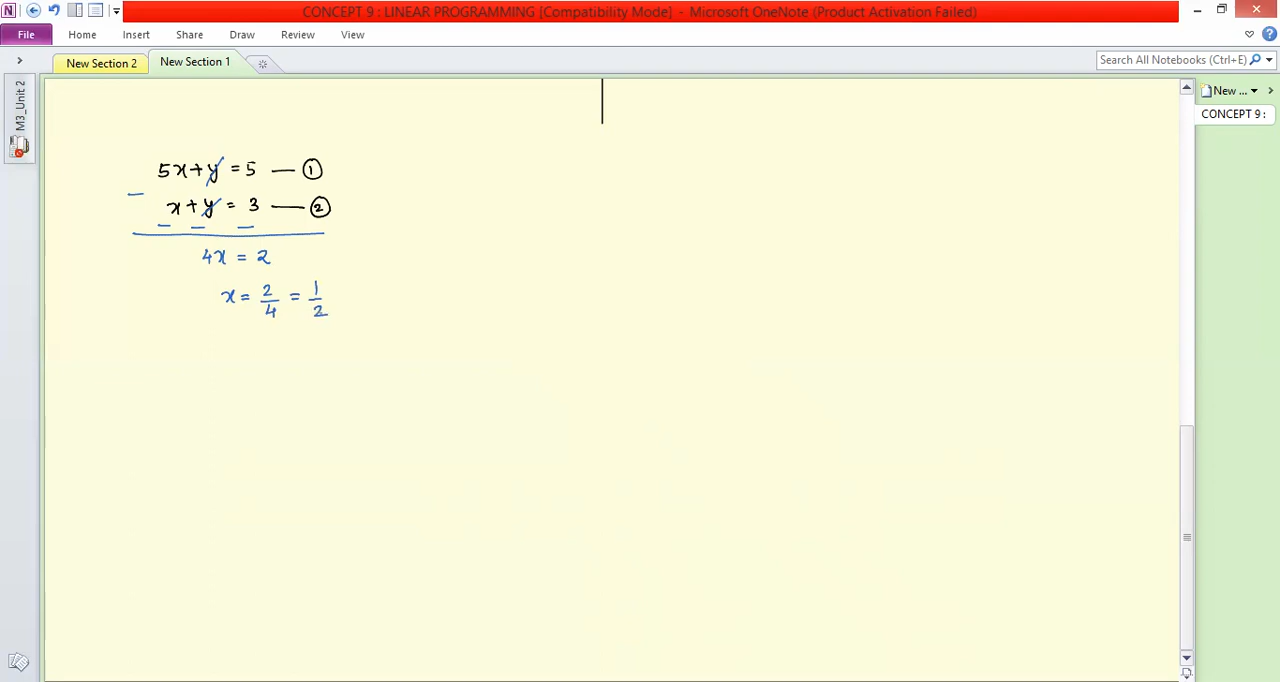 CONCEPT 9 : LINEAR PROGRAMMING [Compatibility Mode] - Microsoft OneNote (Product Activation Failed)
File Home Insert Share Draw Review View
New Section 2 New Section 1
Search All Notebooks (Ctrl+E)
M3_Unit 2
New ...
CONCEPT 9 :
5x+y = 5 — ①
−
x + y = 3 — ②
− − −
4x = 2
x = 2/4 = 1/2